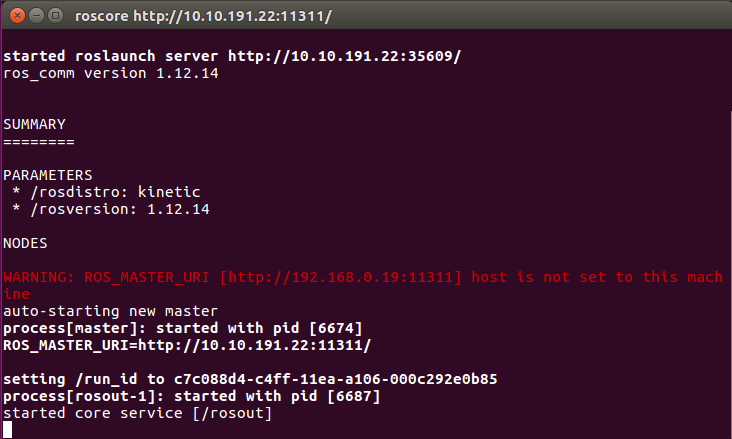 roscore http://10.10.191.22:11311/
started roslaunch server http://10.10.191.22:35609/
ros_comm version 1.12.14
SUMMARY
========
PARAMETERS
 * /rosdistro: kinetic
 * /rosversion: 1.12.14
NODES
WARNING: ROS_MASTER_URI [http://192.168.0.19:11311] host is not set to this mach
ine
auto-starting new master
process[master]: started with pid [6674]
ROS_MASTER_URI=http://10.10.191.22:11311/
setting /run_id to c7c088d4-c4ff-11ea-a106-000c292e0b85
process[rosout-1]: started with pid [6687]
started core service [/rosout]